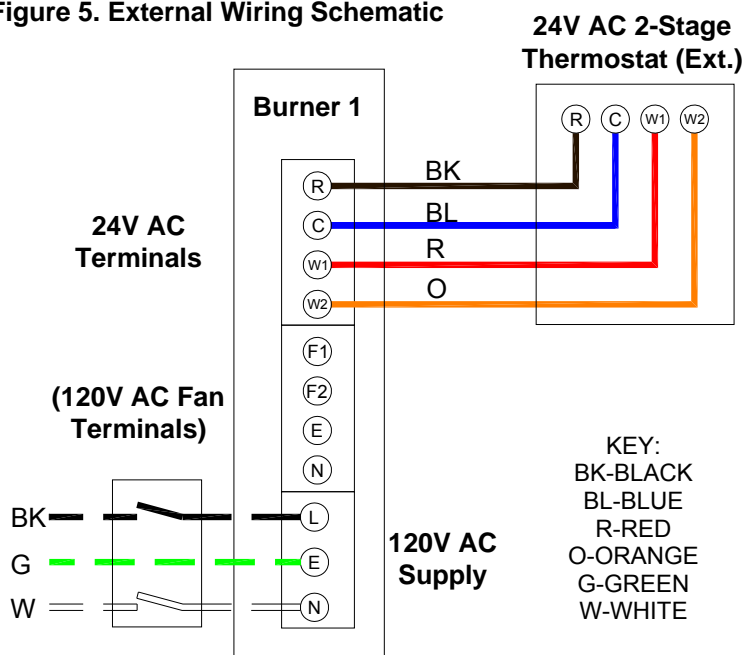 Figure 5. External Wiring Schematic
24V AC 2-Stage
Thermostat (Ext.)
Burner 1
R C W1 W2
24V AC
Terminals
R
C
W1
W2
BK
BL
R
O
(120V AC Fan
Terminals)
F1
F2
E
N
BK
G
W
L
E
N
120V AC
Supply
KEY:
BK-BLACK
BL-BLUE
R-RED
O-ORANGE
G-GREEN
W-WHITE